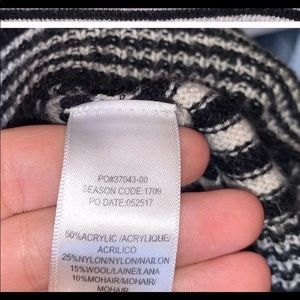 PO#37043-00
SEASON CODE:1709
PO DATE:052517
50%ACRYLIC /ACRYLIQUE/
ACRILICO
25%NYLON/NYLON/NAILON
15%WOOL/LAINE/LANA
10%MOHAIR/MOHAIR/
MOHAIR